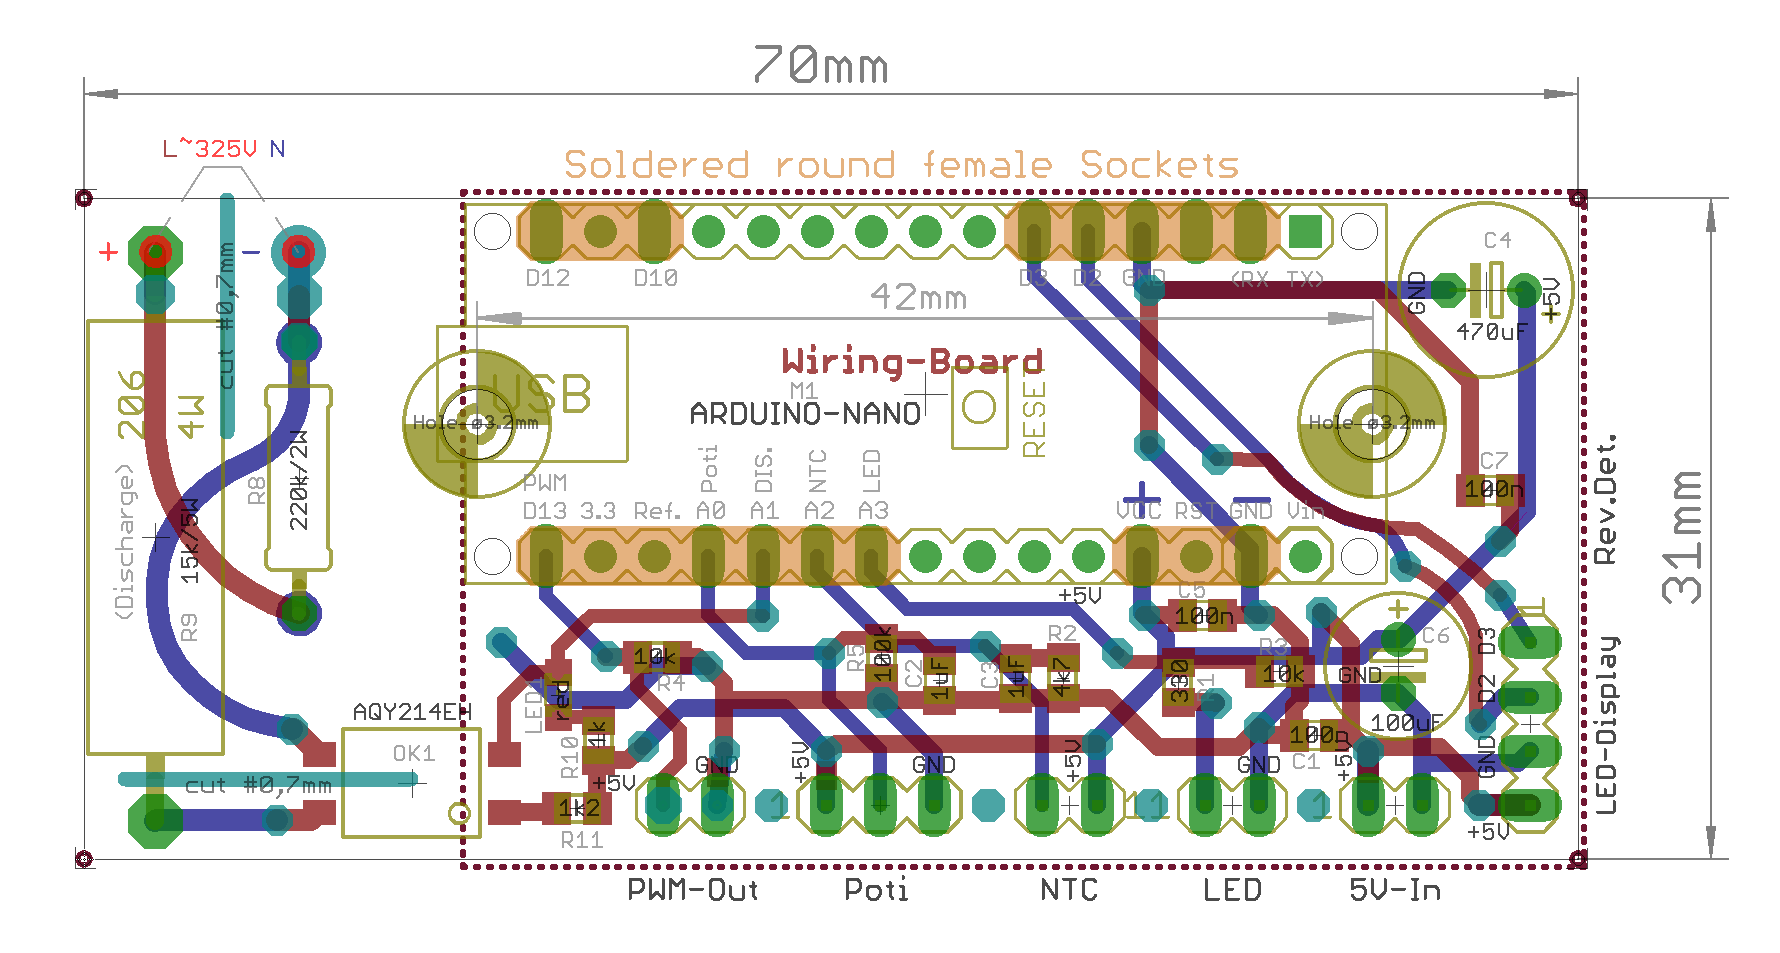 70mm
L~325V N
Soldered round female Sockets
+ -
cut #0,7mm
D12 D10 D3 D2 GND (RX TX)
C4
GND
+5V
470uF
42mm
Wiring-Board
M1
ARDUINO-NANO
USB
RESET
Hole-ø3.2mm
Hole-ø3.2mm
206
4W
(Discharge)
15k/5W
R9
R8
220k/2W
PWM
Poti
DIS.
NTC
LED
D13 3.3 Ref. A0 A1 A2 A3
+ -
VCC RST GND Vin
C7
100n
Rev.Det.
31mm
+5V
C5
100n
R5
100k
C2
1uF
C3
1uF
R2
4k7
330
R1
R3
10k
+
C6
GND
100uF
1
D3
D2
GND
+5V
LED-Display
10k
R4
LED1
red
1k
R10
AQY214EH
OK1
cut #0,7mm
+5V
1k2
R11
GND
1
+5V
GND
+5V
1
1
GND
100n
C1
+5V
1
PWM-Out Poti NTC LED 5V-In